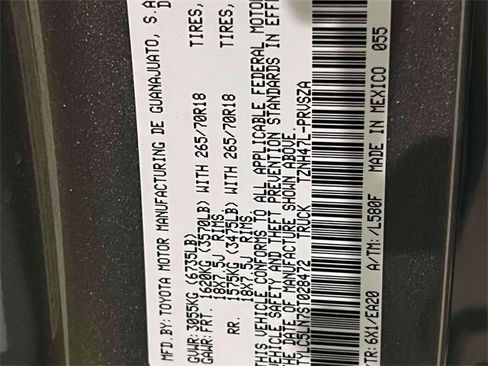 MFD.BY:TOYOTA MOTOR MANUFACTURING DE GUANAJUATO, S.A
GVWR:3055KG (6735LB)
GAWR:FRT. 1620KG (3570LB) WITH 265/70R18 TIRES,
18X7.5J RIMS,
RR. 1575KG (3475LB) WITH 265/70R18 TIRES,
18X7.5J RIMS,
THIS VEHICLE CONFORMS TO ALL APPLICABLE FEDERAL MOTOR
VEHICLE SAFETY AND THEFT PREVENTION STANDARDS IN EFF
THE DATE OF MANUFACTURE SHOWN ABOVE.
TYLC5LN7ST028472 TRUCK TZNH47L-PRVSZA
TR: 6X1/EA20 A/TM: /L580F MADE IN MEXICO 055